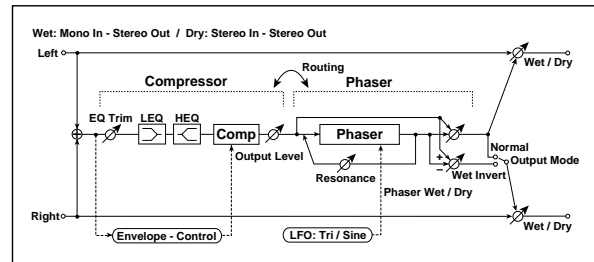 Wet: Mono In - Stereo Out / Dry: Stereo In - Stereo Out
Left
Wet / Dry
Routing
Compressor
Phaser
EQ Trim
LEQ
HEQ
Comp
Phaser
Normal
Output Mode
Output Level
Resonance
+
−
Wet Invert
Phaser Wet / Dry
Right
Wet / Dry
Envelope - Control
LFO: Tri / Sine